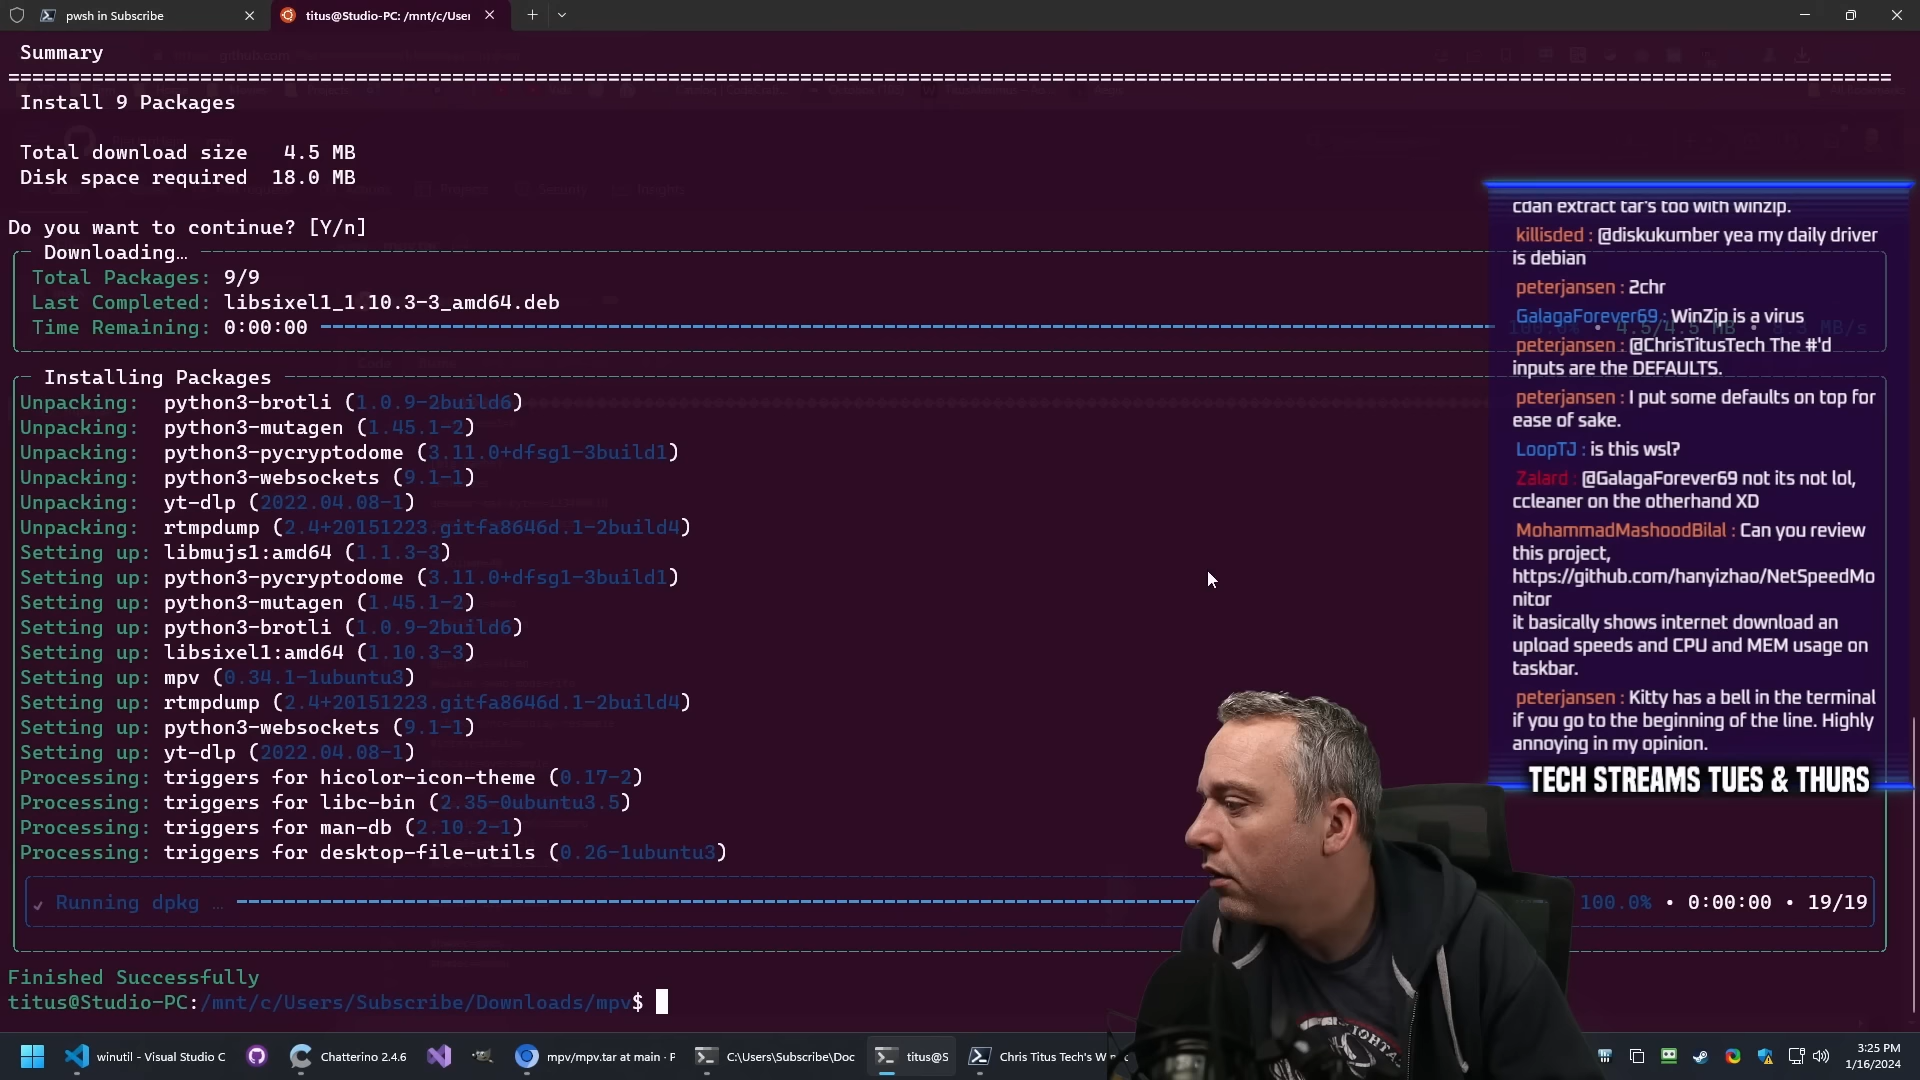 pwsh in Subscribe
titus@Studio-PC: /mnt/c/User
Summary
Install 9 Packages
Total download size 4.5 MB
Disk space required 18.0 MB
Do you want to continue? [Y/n]
Downloading…
Total Packages: 9/9
Last Completed: libsixel1_1.10.3-3_amd64.deb
Time Remaining: 0:00:00 100.0% • 4.5/4.5 MB • 8.3 MB/s
Installing Packages
Unpacking: python3-brotli (1.0.9-2build6)
Unpacking: python3-mutagen (1.45.1-2)
Unpacking: python3-pycryptodome (3.11.0+dfsg1-3build1)
Unpacking: python3-websockets (9.1-1)
Unpacking: yt-dlp (2022.04.08-1)
Unpacking: rtmpdump (2.4+20151223.gitfa8646d.1-2build4)
Setting up: libmujs1:amd64 (1.1.3-3)
Setting up: python3-pycryptodome (3.11.0+dfsg1-3build1)
Setting up: python3-mutagen (1.45.1-2)
Setting up: python3-brotli (1.0.9-2build6)
Setting up: libsixel1:amd64 (1.10.3-3)
Setting up: mpv (0.34.1-1ubuntu3)
Setting up: rtmpdump (2.4+20151223.gitfa8646d.1-2build4)
Setting up: python3-websockets (9.1-1)
Setting up: yt-dlp (2022.04.08-1)
Processing: triggers for hicolor-icon-theme (0.17-2)
Processing: triggers for libc-bin (2.35-0ubuntu3.5)
Processing: triggers for man-db (2.10.2-1)
Processing: triggers for desktop-file-utils (0.26-1ubuntu3)
✓ Running dpkg … 100.0% • 0:00:00 • 19/19
Finished Successfully
titus@Studio-PC:/mnt/c/Users/Subscribe/Downloads/mpv$
cdan extract tar's too with winzip.
killisded : @diskukumber yea my daily driver
is debian
peterjansen : 2chr
GalagaForever69 : WinZip is a virus
peterjansen : @ChrisTitusTech The #'d
inputs are the DEFAULTS.
peterjansen : I put some defaults on top for
ease of sake.
LoopTJ : is this wsl?
Zalard : @GalagaForever69 not its not lol,
ccleaner on the otherhand XD
MohammadMashoodBilal : Can you review
this project,
https://github.com/hanyizhao/NetSpeedMo
nitor
it basically shows internet download an
upload speeds and CPU and MEM usage on
taskbar.
peterjansen : Kitty has a bell in the terminal
if you go to the beginning of the line. Highly
annoying in my opinion.
TECH STREAMS TUES & THURS
winutil - Visual Studio C
Chatterino 2.4.6
mpv/mpv.tar at main · P
C:\Users\Subscribe\Doc
titus@S
Chris Titus Tech's W
3:25 PM
1/16/2024